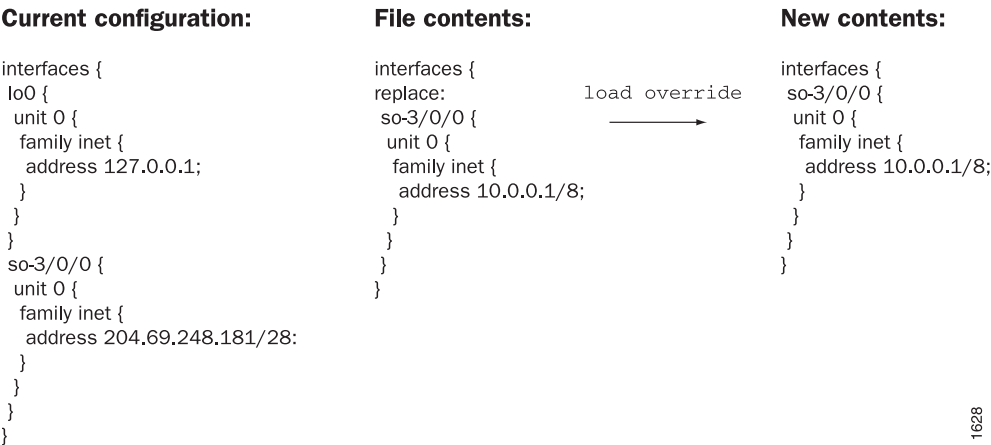 Current configuration:
interfaces {
lo0 {
unit 0 {
family inet {
address 127.0.0.1;
}
}
}
so-3/0/0 {
unit 0 {
family inet {
address 204.69.248.181/28:
}
}
}
}
File contents:
interfaces {
replace:
so-3/0/0 {
unit 0 {
family inet {
address 10.0.0.1/8;
}
}
}
}
load override
New contents:
interfaces {
so-3/0/0 {
unit 0 {
family inet {
address 10.0.0.1/8;
}
}
}
}
1628